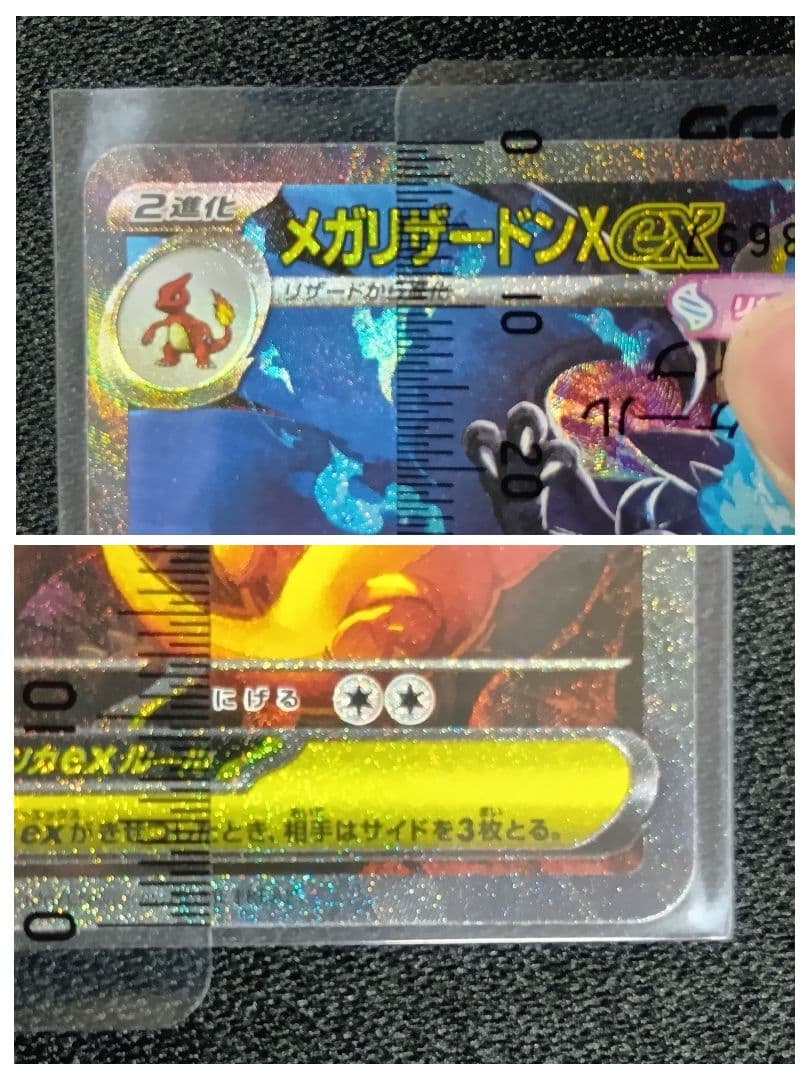 0
2進化
メガリザードンXex
698
リザードから進化
10
20
にげる
10
exがきぜつしたとき、相手はサイドを3枚とる。
0